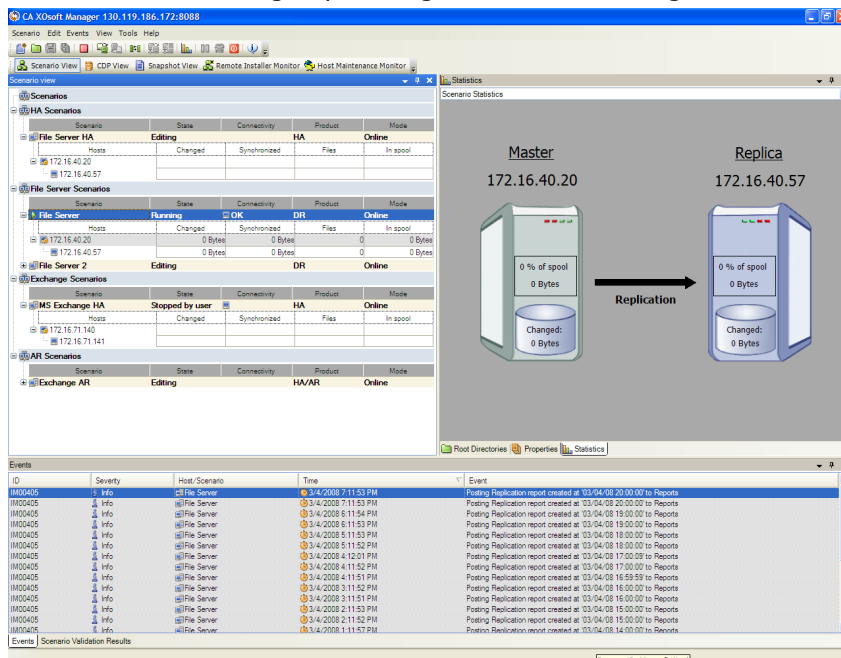 CA XOsoft Manager 130.119.186.172:8088
Scenario Edit Events View Tools Help
Scenario View CDP View Snapshot View Remote Installer Monitor Host Maintenance Monitor
Scenario view
Scenarios
HA Scenarios
Scenario State Connectivity Product Mode
File Server HA Editing HA Online
Hosts Changed Synchronized Files In spool
172.16.40.20
172.16.40.57
File Server Scenarios
Scenario State Connectivity Product Mode
File Server Running OK DR Online
Hosts Changed Synchronized Files In spool
172.16.40.20 0 Bytes 0 Bytes 0 0 Bytes
172.16.40.57 0 Bytes 0 Bytes 0 0 Bytes
File Server 2 Editing DR Online
Exchange Scenarios
Scenario State Connectivity Product Mode
MS Exchange HA Stopped by user HA Online
Hosts Changed Synchronized Files In spool
172.16.71.140
172.16.71.141
AR Scenarios
Scenario State Connectivity Product Mode
Exchange AR Editing HA/AR Online
Statistics
Scenario Statistics
Master Replica
172.16.40.20 172.16.40.57
0 % of spool 0 % of spool
0 Bytes 0 Bytes
Replication
Changed: Changed:
0 Bytes 0 Bytes
Root Directories Properties Statistics
Events
ID Severity Host/Scenario Time Event
IM00405 Info File Server 3/4/2008 7:11:53 PM Posting Replication report created at '03/04/08 20:00:00' to Reports
IM00405 Info File Server 3/4/2008 7:11:53 PM Posting Replication report created at '03/04/08 20:00:00' to Reports
IM00405 Info File Server 3/4/2008 6:11:54 PM Posting Replication report created at '03/04/08 19:00:00' to Reports
IM00405 Info File Server 3/4/2008 6:11:53 PM Posting Replication report created at '03/04/08 19:00:00' to Reports
IM00405 Info File Server 3/4/2008 5:11:53 PM Posting Replication report created at '03/04/08 18:00:00' to Reports
IM00405 Info File Server 3/4/2008 5:11:52 PM Posting Replication report created at '03/04/08 18:00:00' to Reports
IM00405 Info File Server 3/4/2008 4:12:01 PM Posting Replication report created at '03/04/08 17:00:09' to Reports
IM00405 Info File Server 3/4/2008 4:11:52 PM Posting Replication report created at '03/04/08 17:00:00' to Reports
IM00405 Info File Server 3/4/2008 4:11:51 PM Posting Replication report created at '03/04/08 16:59:59' to Reports
IM00405 Info File Server 3/4/2008 3:11:52 PM Posting Replication report created at '03/04/08 16:00:00' to Reports
IM00405 Info File Server 3/4/2008 3:11:51 PM Posting Replication report created at '03/04/08 16:00:00' to Reports
IM00405 Info File Server 3/4/2008 2:11:53 PM Posting Replication report created at '03/04/08 15:00:00' to Reports
IM00405 Info File Server 3/4/2008 2:11:52 PM Posting Replication report created at '03/04/08 15:00:00' to Reports
IM00405 Info File Server 3/4/2008 1:11:57 PM Posting Replication report created at '03/04/08 14:00:00' to Reports
Events Scenario Validation Results